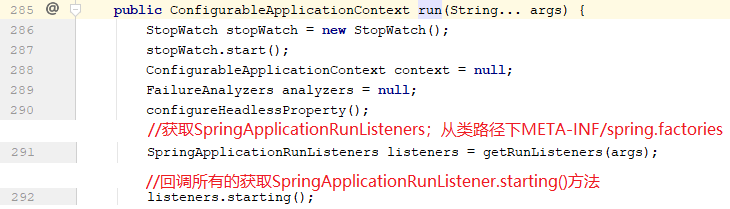 285 @ public ConfigurableApplicationContext run(String... args) {
286 StopWatch stopWatch = new StopWatch();
287 stopWatch.start();
288 ConfigurableApplicationContext context = null;
289 FailureAnalyzers analyzers = null;
290 configureHeadlessProperty();
//获取SpringApplicationRunListeners；从类路径下META-INF/spring.factories
291 SpringApplicationRunListeners listeners = getRunListeners(args);
//回调所有的获取SpringApplicationRunListener.starting()方法
292 listeners.starting();